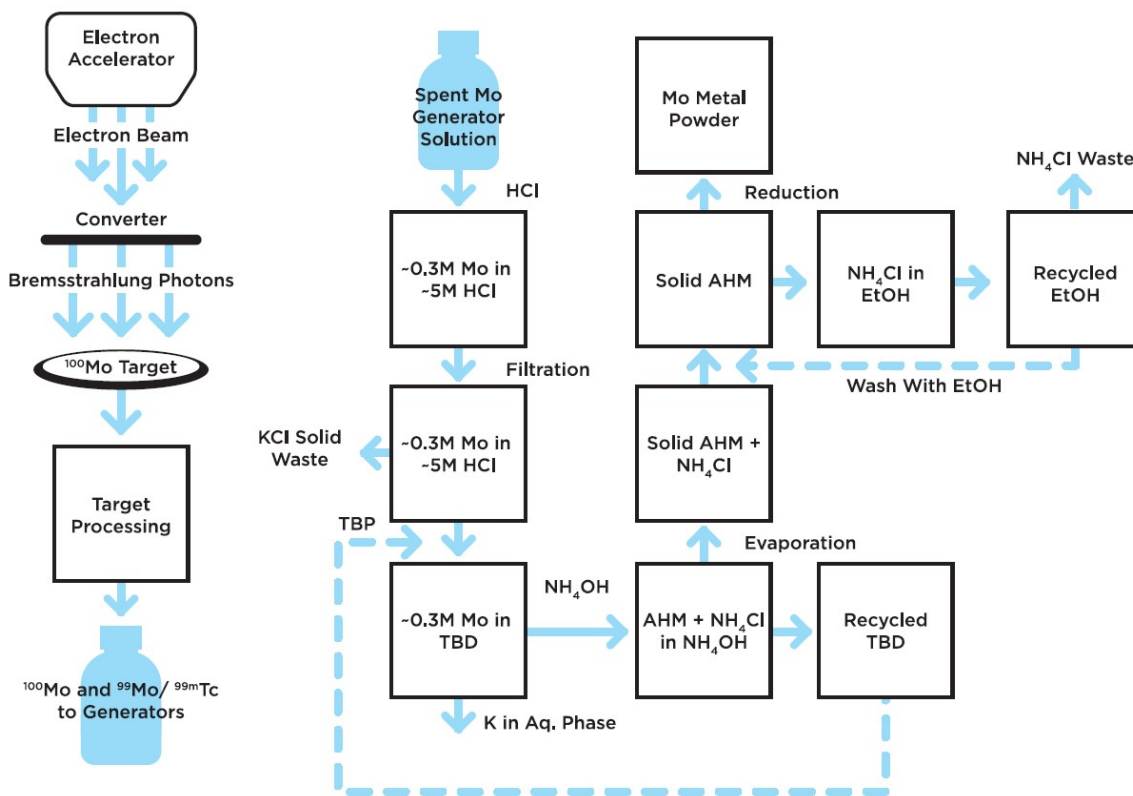 Electron
Accelerator
Electron Beam
Converter
Bremsstrahlung Photons
¹⁰⁰Mo Target
Target
Processing
¹⁰⁰Mo and ⁹⁹Mo/ ⁹⁹ᵐTc
to Generators
Spent Mo
Generator
Solution
HCl
~0.3M Mo in
~5M HCl
Filtration
KCl Solid
Waste
~0.3M Mo in
~5M HCl
TBP
~0.3M Mo in
TBD
K in Aq. Phase
NH₄OH
AHM + NH₄Cl
in NH₄OH
Recycled
TBD
Evaporation
Solid AHM +
NH₄Cl
Wash With EtOH
Solid AHM
NH₄Cl in
EtOH
Recycled
EtOH
NH₄Cl Waste
Reduction
Mo Metal
Powder